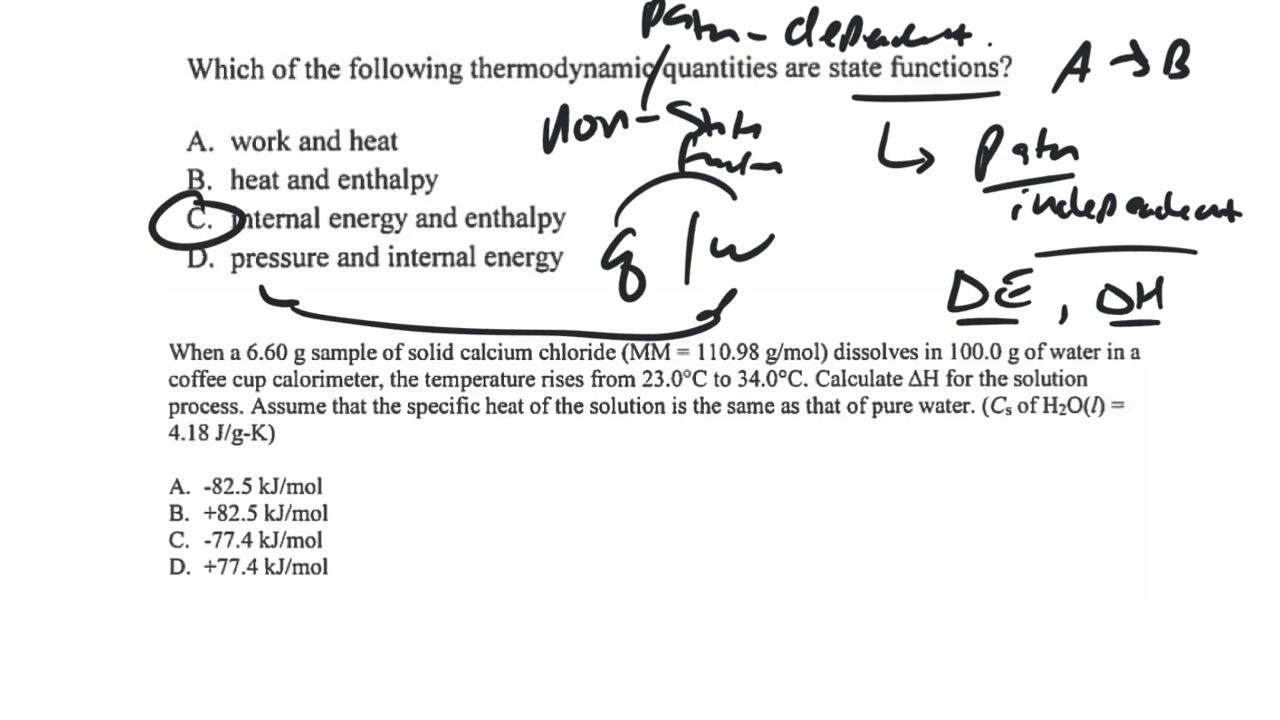 Path-dependent.
Which of the following thermodynamic quantities are state functions?
A → B
non-state
function
A. work and heat
↳ Path
independent
B. heat and enthalpy
C. internal energy and enthalpy
q / w
D. pressure and internal energy
DE, DH
When a 6.60 g sample of solid calcium chloride (MM = 110.98 g/mol) dissolves in 100.0 g of water in a
coffee cup calorimeter, the temperature rises from 23.0°C to 34.0°C. Calculate ΔH for the solution
process. Assume that the specific heat of the solution is the same as that of pure water. (Cₛ of H₂O(l) =
4.18 J/g-K)
A. -82.5 kJ/mol
B. +82.5 kJ/mol
C. -77.4 kJ/mol
D. +77.4 kJ/mol